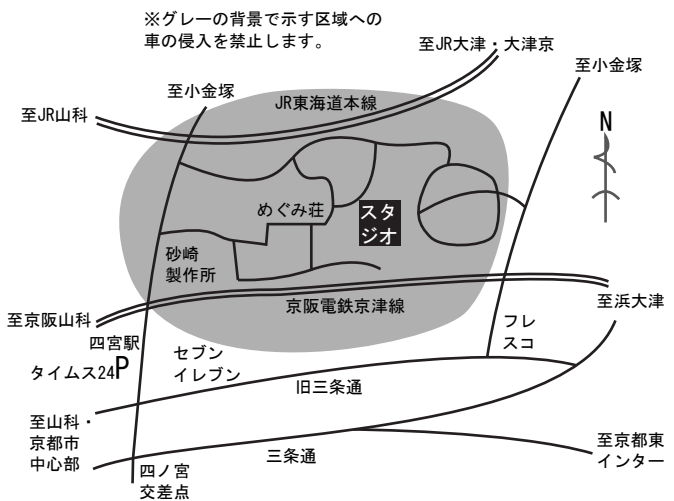 ※グレーの背景で示す区域への
車の侵入を禁止します。
至JR大津・大津京
至小金塚
至小金塚
JR東海道本線
至JR山科
N
めぐみ荘
スタ
ジオ
砂崎
製作所
至浜大津
京阪電鉄京津線
至京阪山科
フレ
スコ
四宮駅
セブン
イレブン
タイムス24P
旧三条通
至山科・
京都市
中心部
三条通
至京都東
インター
四ノ宮
交差点